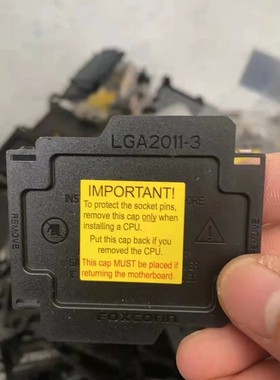 LGA2011-3
IMPORTANT!
To protect the socket pins,
remove this cap only when
installing a CPU.
Put this cap back if you
removed the CPU.
This cap MUST be placed if
returning the motherboard.
REMOVE
FOXCONN